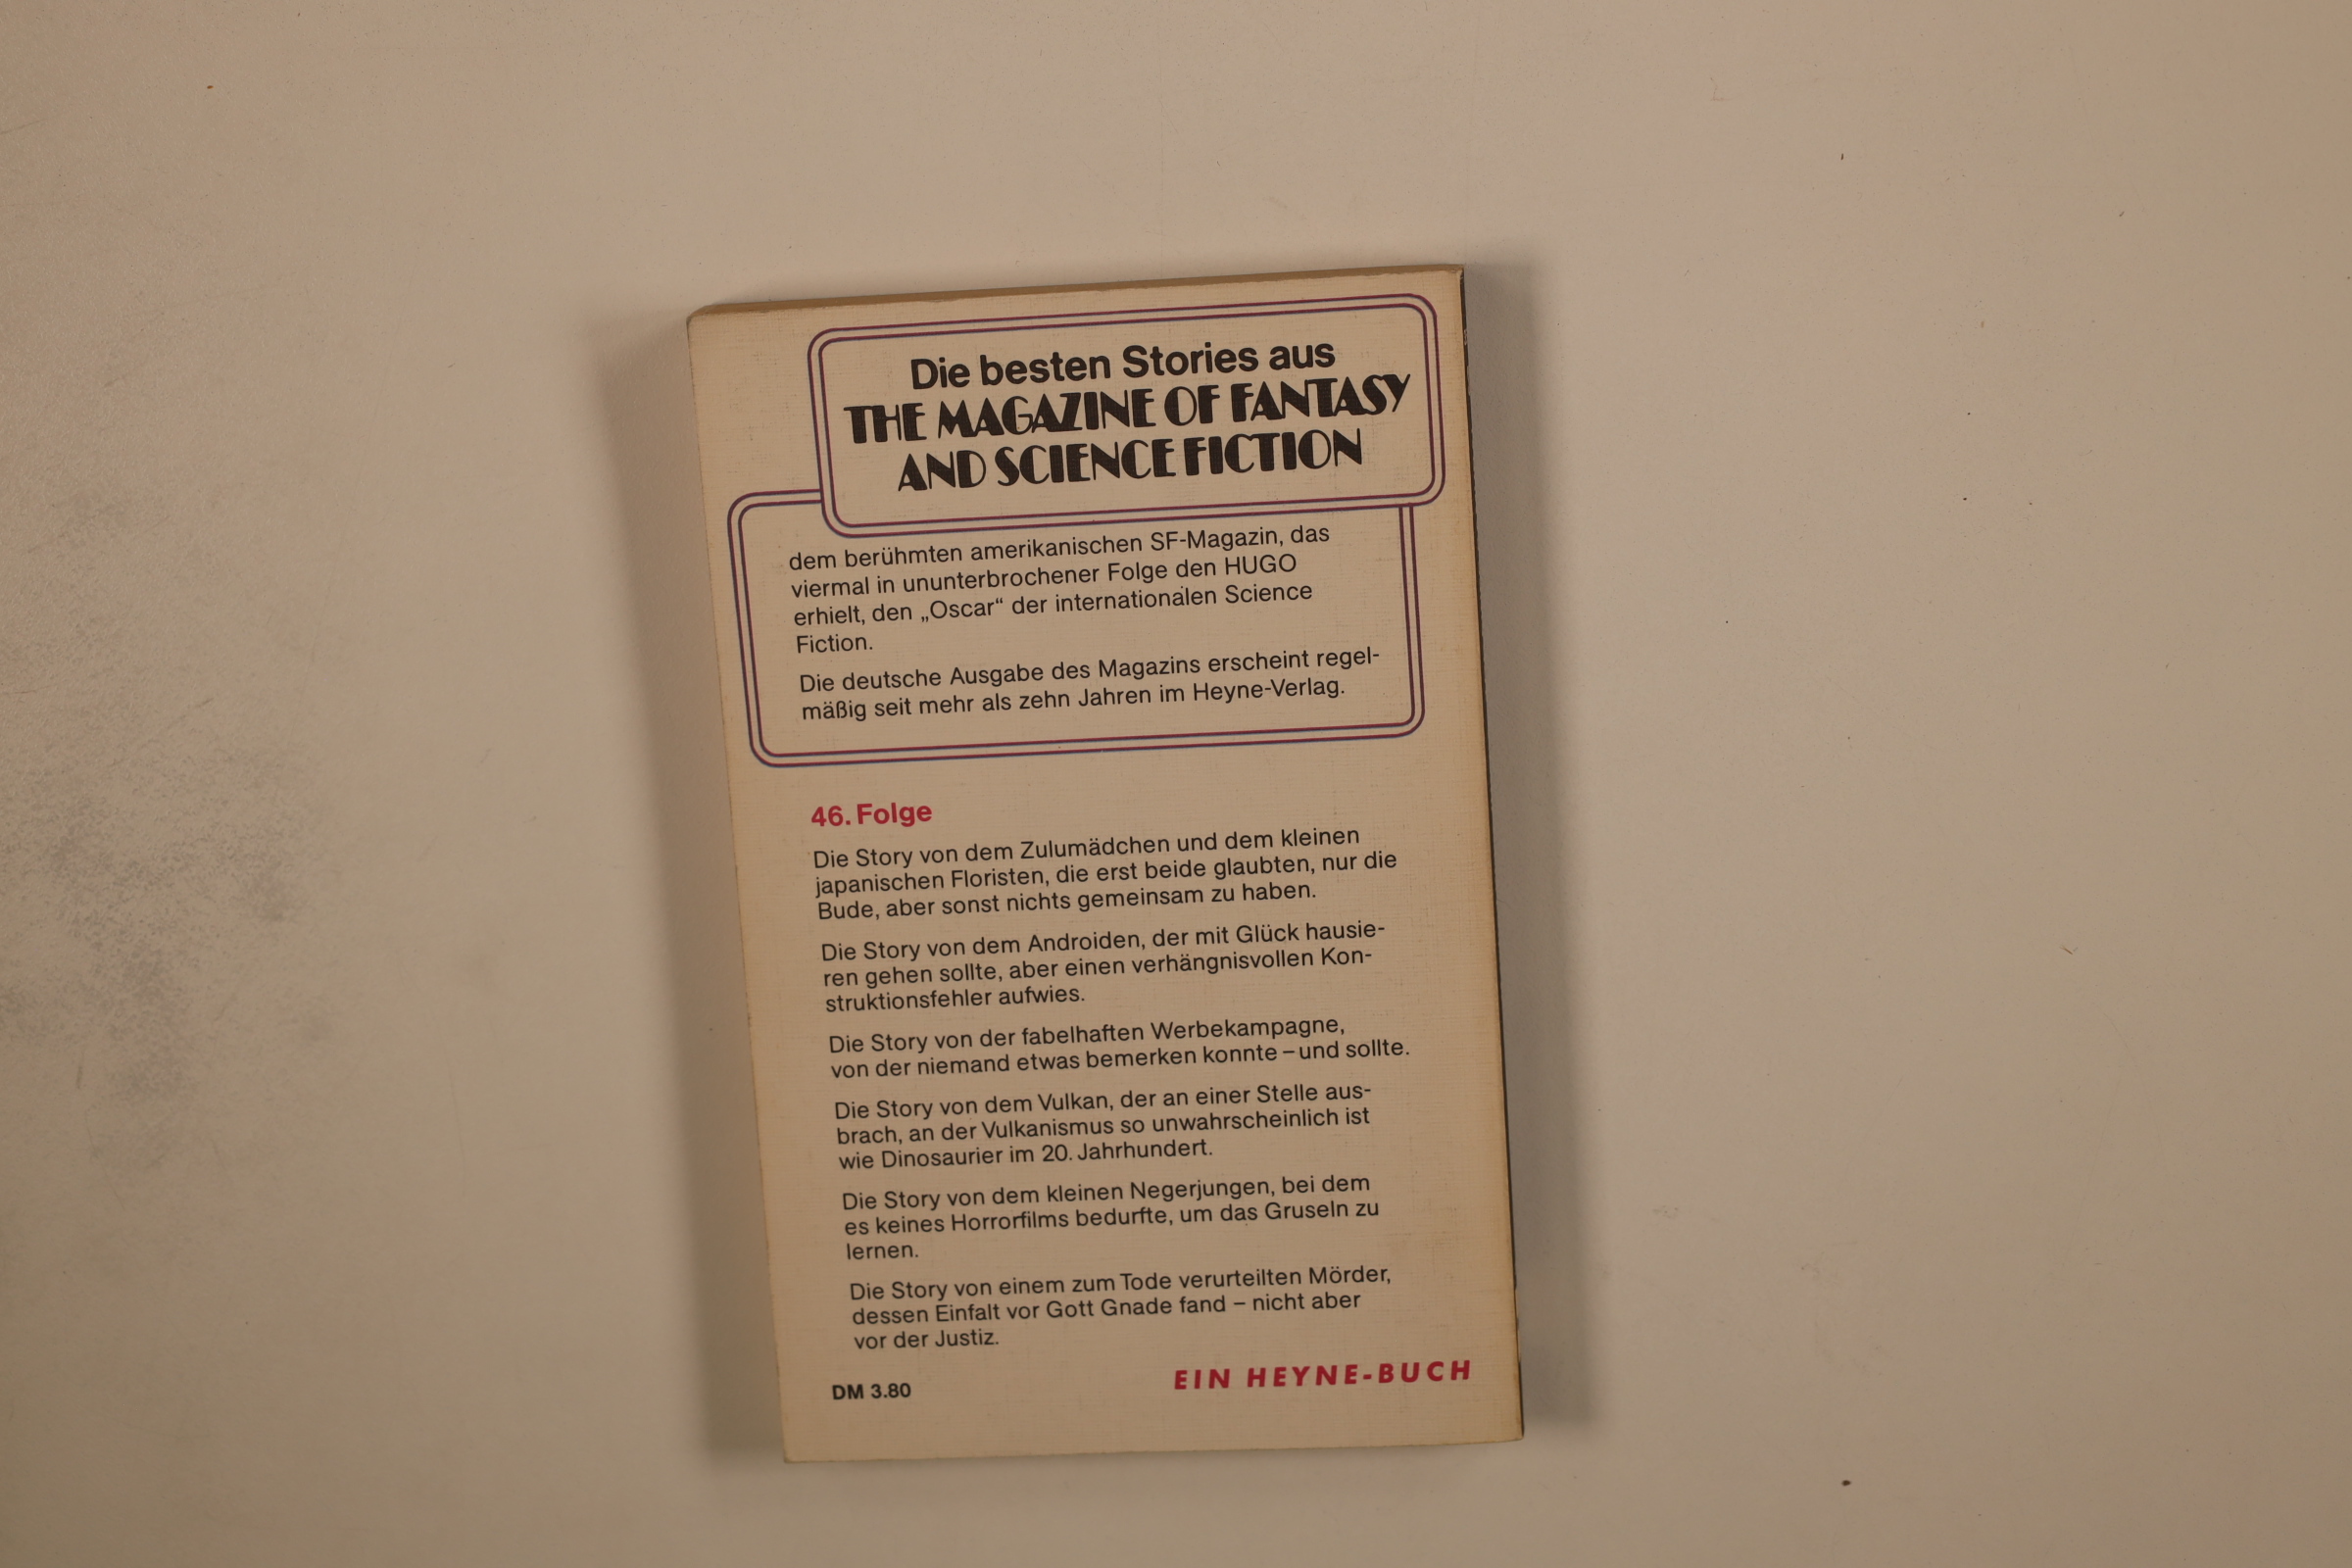 Die besten Stories aus
THE MAGAZINE OF FANTASY
AND SCIENCE FICTION
dem berühmten amerikanischen SF-Magazin, das
viermal in ununterbrochener Folge den HUGO
erhielt, den „Oscar“ der internationalen Science
Fiction.
Die deutsche Ausgabe des Magazins erscheint regel-
mäßig seit mehr als zehn Jahren im Heyne-Verlag.
46. Folge
Die Story von dem Zulumädchen und dem kleinen
japanischen Floristen, die erst beide glaubten, nur die
Bude, aber sonst nichts gemeinsam zu haben.
Die Story von dem Androiden, der mit Glück hausie-
ren gehen sollte, aber einen verhängnisvollen Kon-
struktionsfehler aufwies.
Die Story von der fabelhaften Werbekampagne,
von der niemand etwas bemerken konnte – und sollte.
Die Story von dem Vulkan, der an einer Stelle aus-
brach, an der Vulkanismus so unwahrscheinlich ist
wie Dinosaurier im 20. Jahrhundert.
Die Story von dem kleinen Negerjungen, bei dem
es keines Horrorfilms bedurfte, um das Gruseln zu
lernen.
Die Story von einem zum Tode verurteilten Mörder,
dessen Einfalt vor Gott Gnade fand – nicht aber
vor der Justiz.
DM 3.80
EIN HEYNE-BUCH